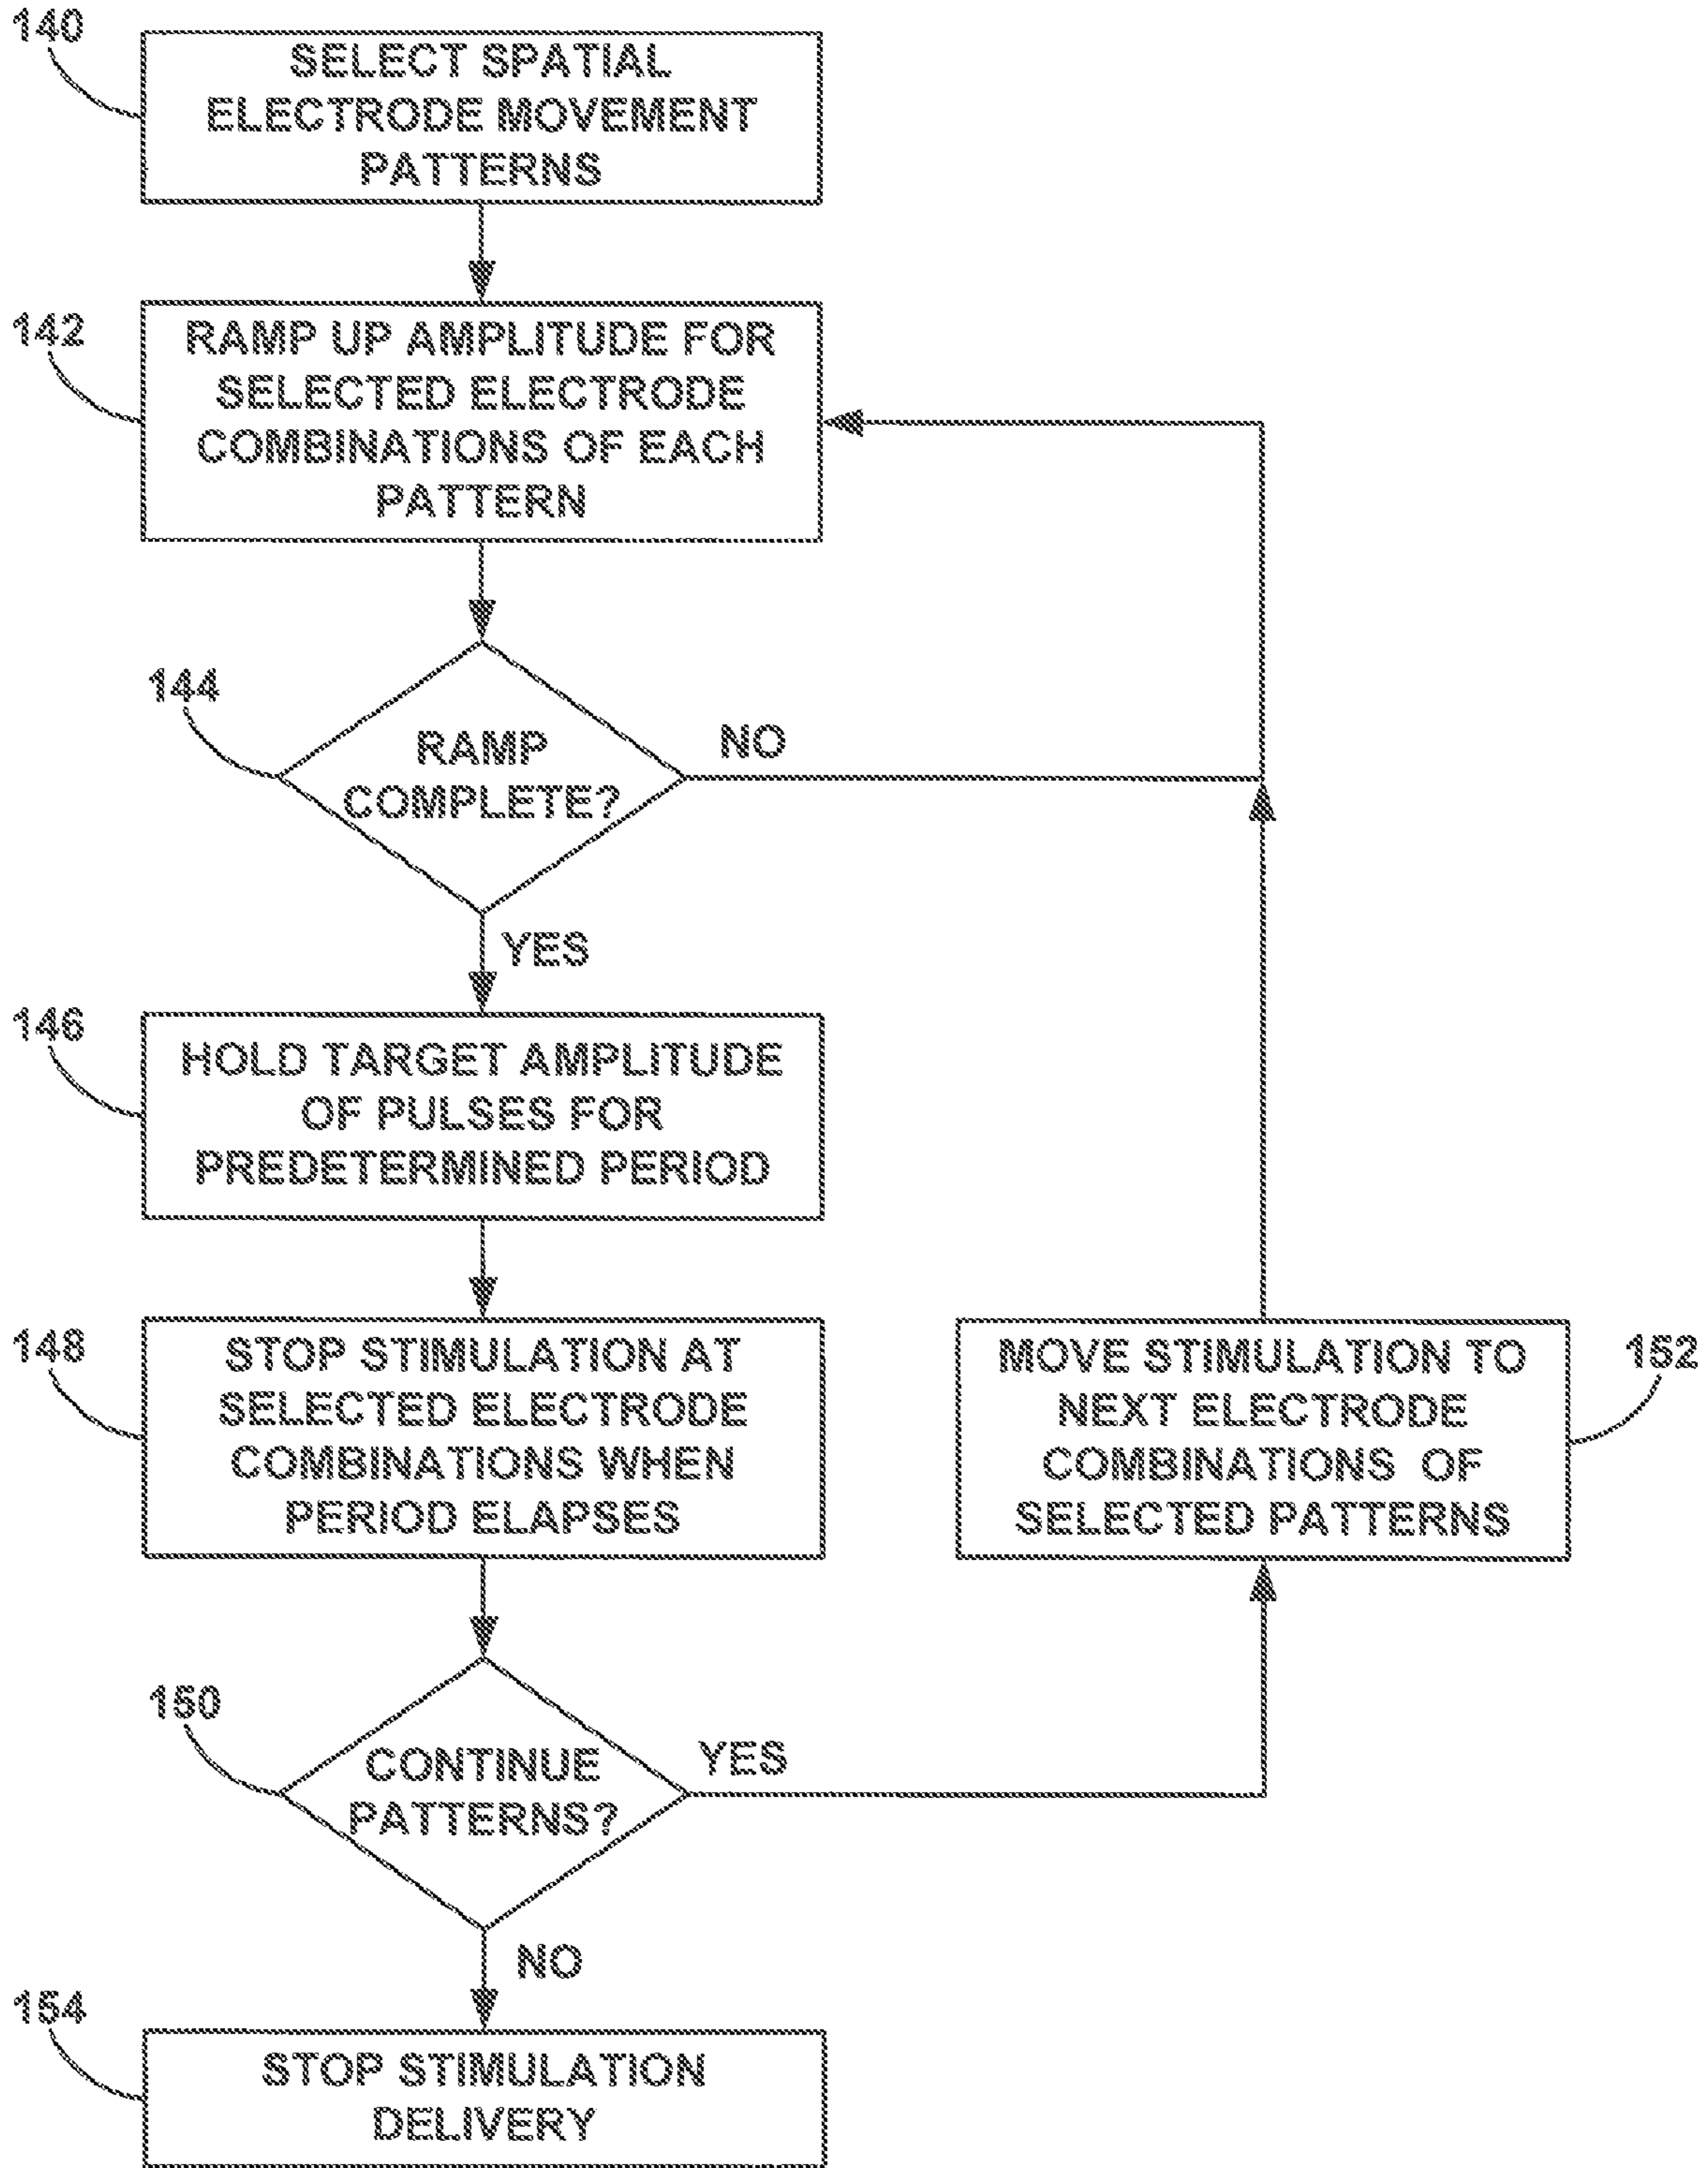 140
SELECT SPATIAL
ELECTRODE MOVEMENT
PATTERNS
142
RAMP UP AMPLITUDE FOR
SELECTED ELECTRODE
COMBINATIONS OF EACH
PATTERN
144
RAMP
COMPLETE?
NO
YES
146
HOLD TARGET AMPLITUDE
OF PULSES FOR
PREDETERMINED PERIOD
148
STOP STIMULATION AT
SELECTED ELECTRODE
COMBINATIONS WHEN
PERIOD ELAPSES
MOVE STIMULATION TO
NEXT ELECTRODE
COMBINATIONS OF
SELECTED PATTERNS
152
150
CONTINUE
PATTERNS?
YES
NO
154
STOP STIMULATION
DELIVERY